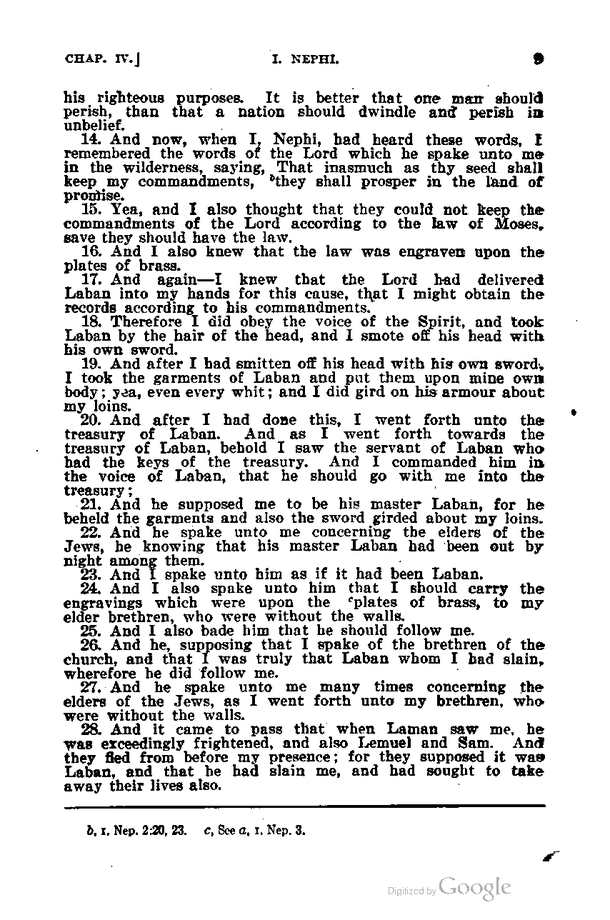 CHAP. IV.] I. NEPHI. 9
his righteous purposes. It is better that one man should
perish, than that a nation should dwindle and perish in
unbelief.
14. And now, when I, Nephi, had heard these words, I
remembered the words of the Lord which he spake unto me
in the wilderness, saying, That inasmuch as thy seed shall
keep my commandments, ᵇthey shall prosper in the land of
promise.
15. Yea, and I also thought that they could not keep the
commandments of the Lord according to the law of Moses,
save they should have the law.
16. And I also knew that the law was engraven upon the
plates of brass.
17. And again—I knew that the Lord had delivered
Laban into my hands for this cause, that I might obtain the
records according to his commandments.
18. Therefore I did obey the voice of the Spirit, and took
Laban by the hair of the head, and I smote off his head with
his own sword.
19. And after I had smitten off his head with his own sword,
I took the garments of Laban and put them upon mine own
body; yea, even every whit; and I did gird on his armour about
my loins.
20. And after I had done this, I went forth unto the
treasury of Laban. And as I went forth towards the
treasury of Laban, behold I saw the servant of Laban who
had the keys of the treasury. And I commanded him in
the voice of Laban, that he should go with me into the
treasury;
21. And he supposed me to be his master Laban, for he
beheld the garments and also the sword girded about my loins.
22. And he spake unto me concerning the elders of the
Jews, he knowing that his master Laban had been out by
night among them.
23. And I spake unto him as if it had been Laban.
24. And I also spake unto him that I should carry the
engravings which were upon the ᶜplates of brass, to my
elder brethren, who were without the walls.
25. And I also bade him that he should follow me.
26. And he, supposing that I spake of the brethren of the
church, and that I was truly that Laban whom I had slain,
wherefore he did follow me.
27. And he spake unto me many times concerning the
elders of the Jews, as I went forth unto my brethren, who
were without the walls.
28. And it came to pass that when Laman saw me, he
was exceedingly frightened, and also Lemuel and Sam. And
they fled from before my presence; for they supposed it was
Laban, and that he had slain me, and had sought to take
away their lives also.
b, I. Nep. 2:20, 23. c, See a, I. Nep. 3.
Digitized by Google